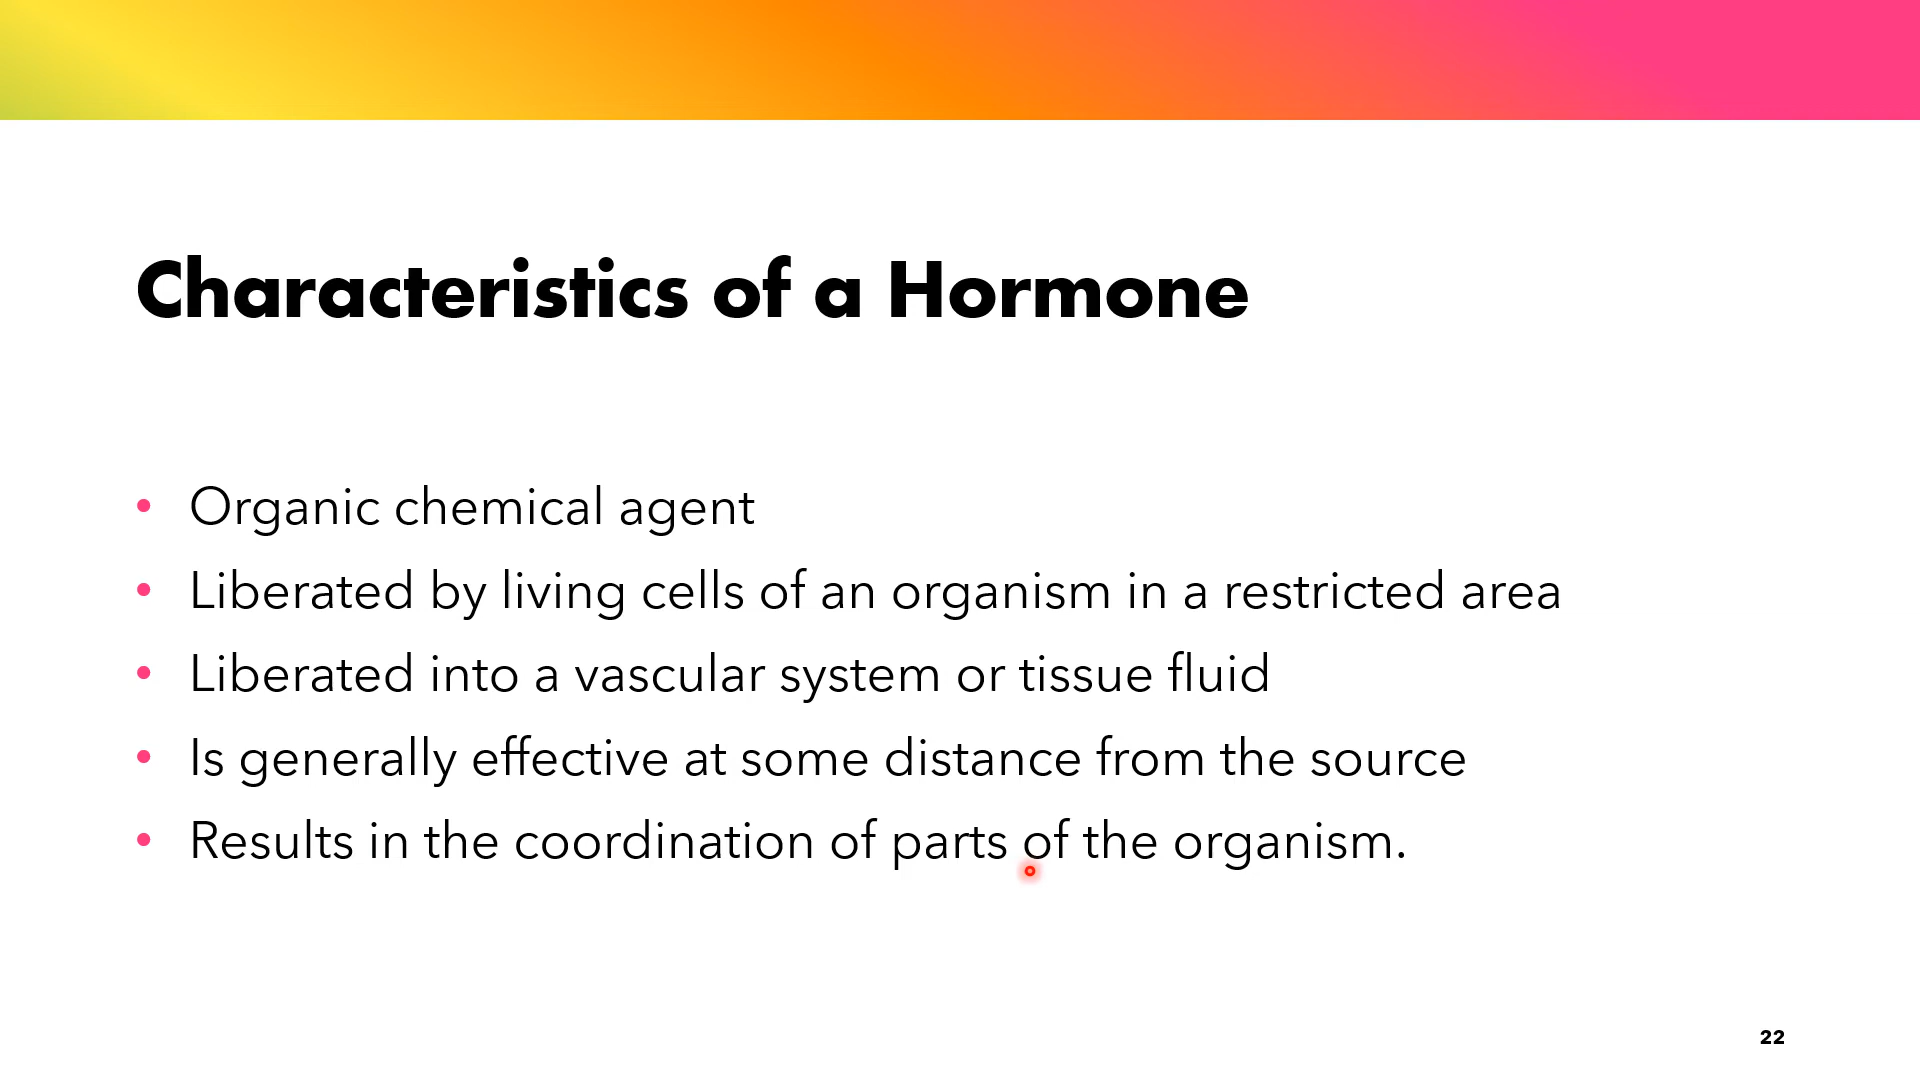 Characteristics of a Hormone
• Organic chemical agent
• Liberated by living cells of an organism in a restricted area
• Liberated into a vascular system or tissue fluid
• Is generally effective at some distance from the source
• Results in the coordination of parts of the organism.
22